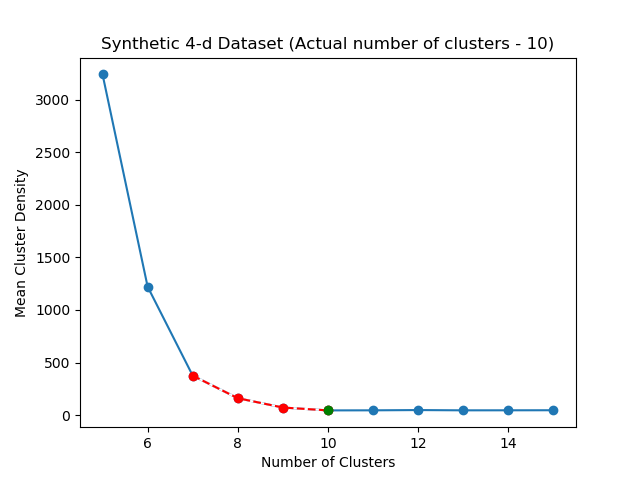 Synthetic 4-d Dataset (Actual number of clusters - 10)
3000
2500
2000
1500
1000
500
0
Mean Cluster Density
6 8 10 12 14
Number of Clusters